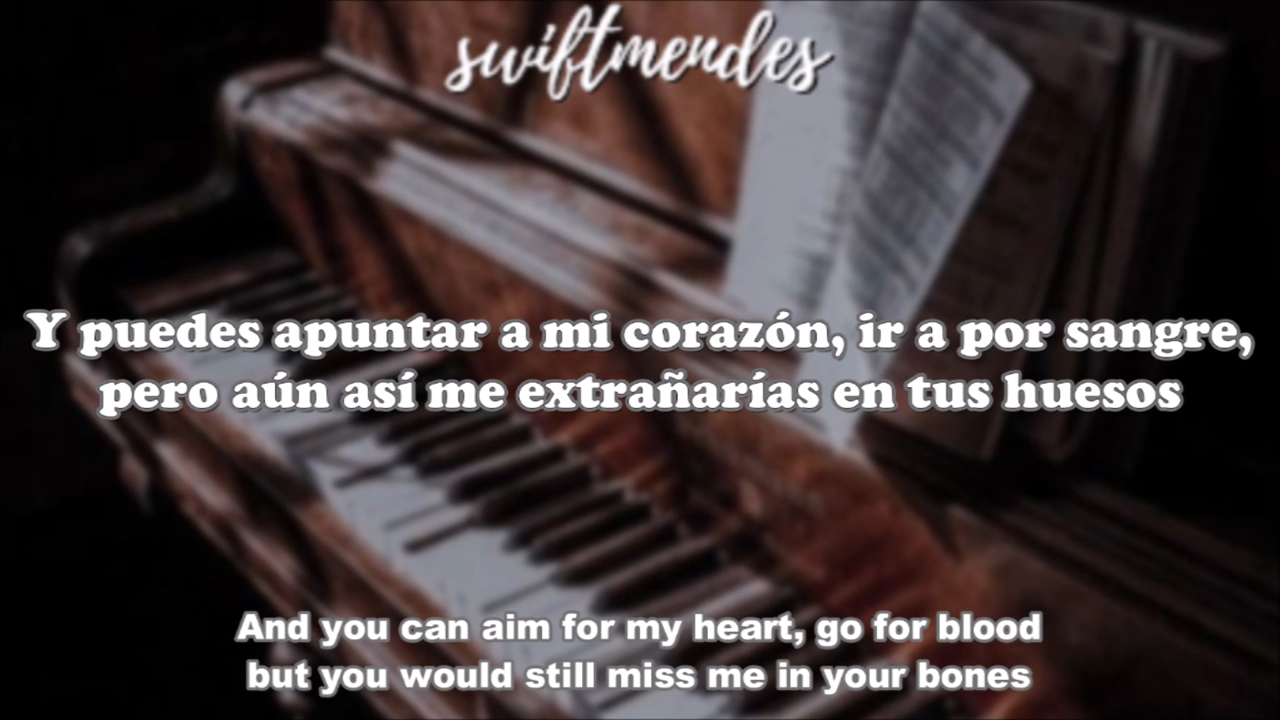 swiftmendes
Y puedes apuntar a mi corazón, ir a por sangre,
pero aún así me extrañarías en tus huesos
And you can aim for my heart, go for blood
but you would still miss me in your bones